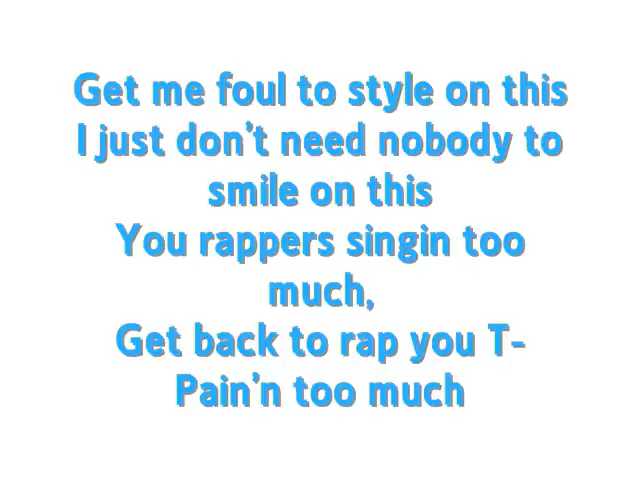 Get me foul to style on this
I just don't need nobody to
smile on this
You rappers singin too
much,
Get back to rap you T-
Pain'n too much